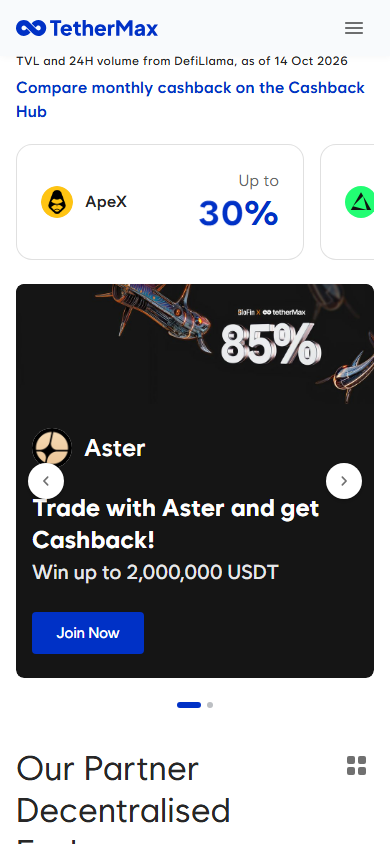 TetherMax
TVL and 24H volume from DefiLlama, as of 14 Oct 2026
Compare monthly cashback on the Cashback
Hub
ApeX
Up to
30%
BloFin X tetherMax
85%
Aster
Trade with Aster and get
Cashback!
Win up to 2,000,000 USDT
Join Now
Our Partner
Decentralised